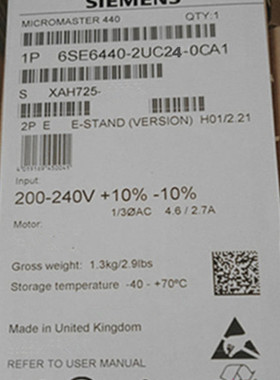 SIEMENS
MICROMASTER 440 QTY:1
1P 6SE6440-2UC24-0CA1
S XAH725-
2P E E-STAND (VERSION) H01/2.21
Input:
200-240V +10% -10%
1/3ØAC 4.6 / 2.7A
Motor:
Gross weight: 1.3kg/2.9lbs
Storage temperature -40 - +70°C
Made in United Kingdom
REFER TO USER MANUAL